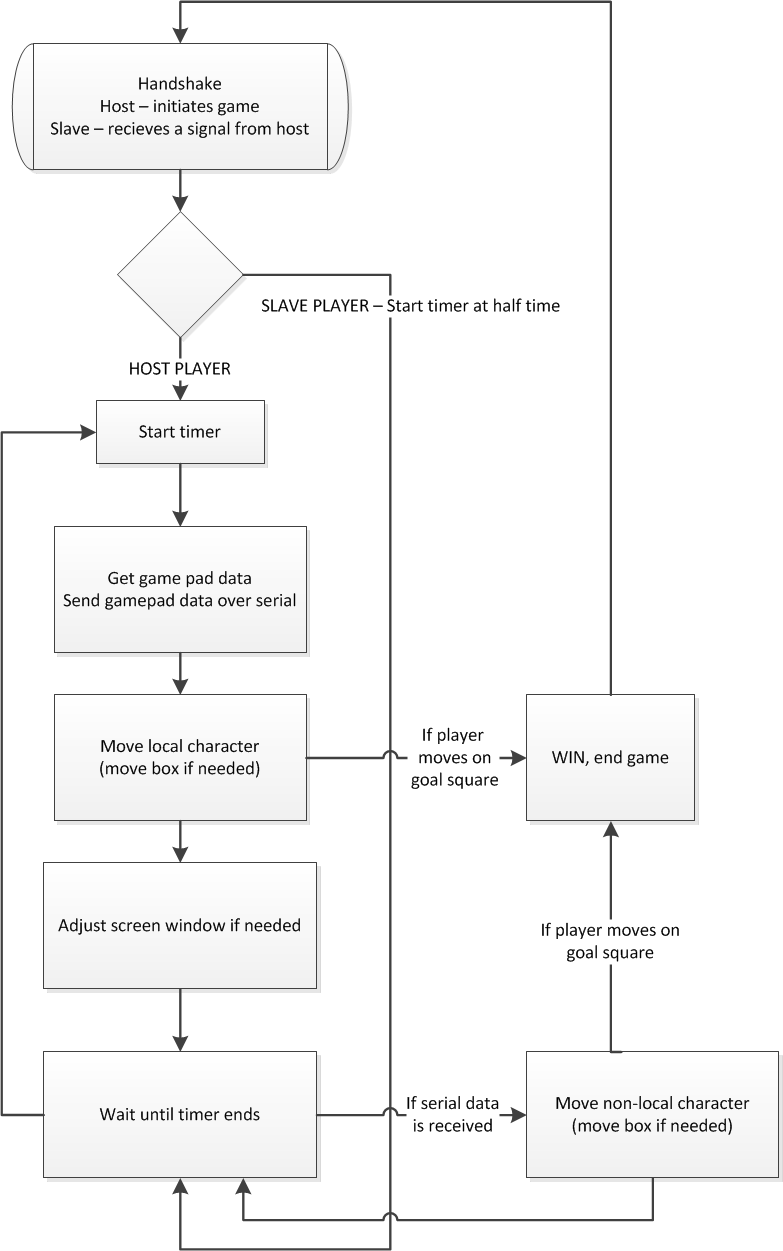 Handshake
Host – initiates game
Slave – recieves a signal from host
SLAVE PLAYER – Start timer at half time
HOST PLAYER
Start timer
Get game pad data
Send gamepad data over serial
Move local character
(move box if needed)
If player
moves on
goal square
WIN, end game
Adjust screen window if needed
If player moves on
goal square
Wait until timer ends
If serial data
is received
Move non-local character
(move box if needed)